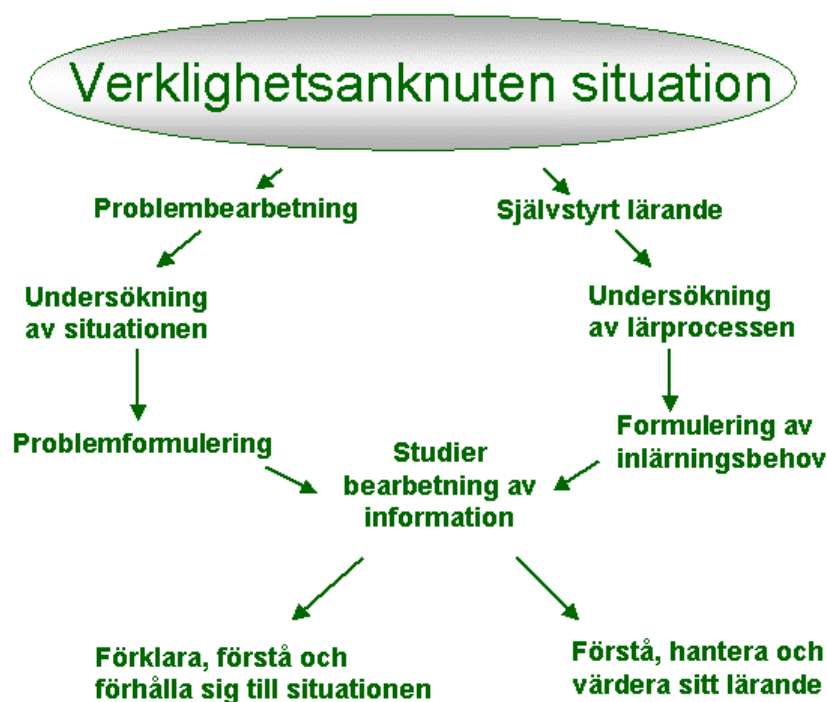 Verklighetsanknuten situation
Problembearbetning
Självstyrt lärande
Undersökning
av situationen
Undersökning
av lärprocessen
Problemformulering
Formulering av
inlärningsbehov
Studier
bearbetning av
information
Förklara, förstå och
förhålla sig till situationen
Förstå, hantera och
värdera sitt lärande